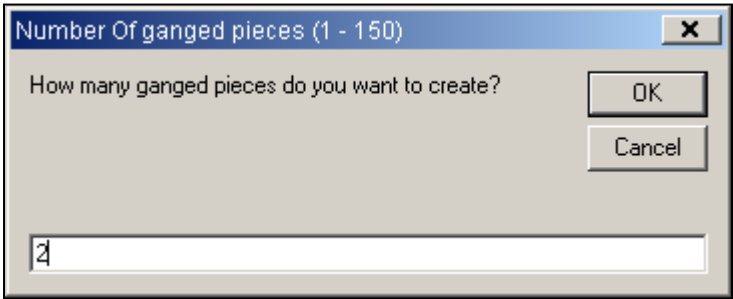 Number Of ganged pieces (1 - 150)
How many ganged pieces do you want to create?
OK
Cancel
2